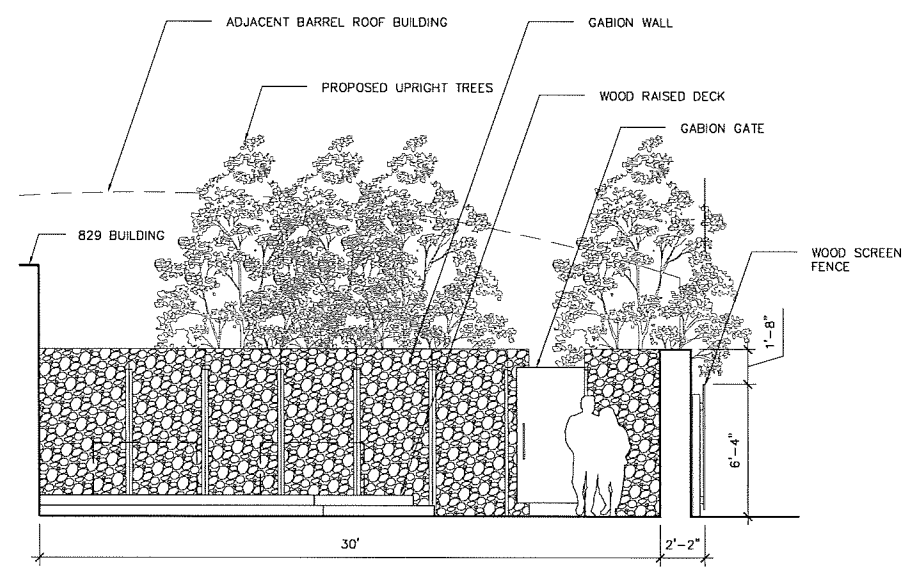 ADJACENT BARREL ROOF BUILDING
GABION WALL
PROPOSED UPRIGHT TREES
WOOD RAISED DECK
GABION GATE
829 BUILDING
WOOD SCREEN
FENCE
1'-8"
6'-4"
30'
2'-2"